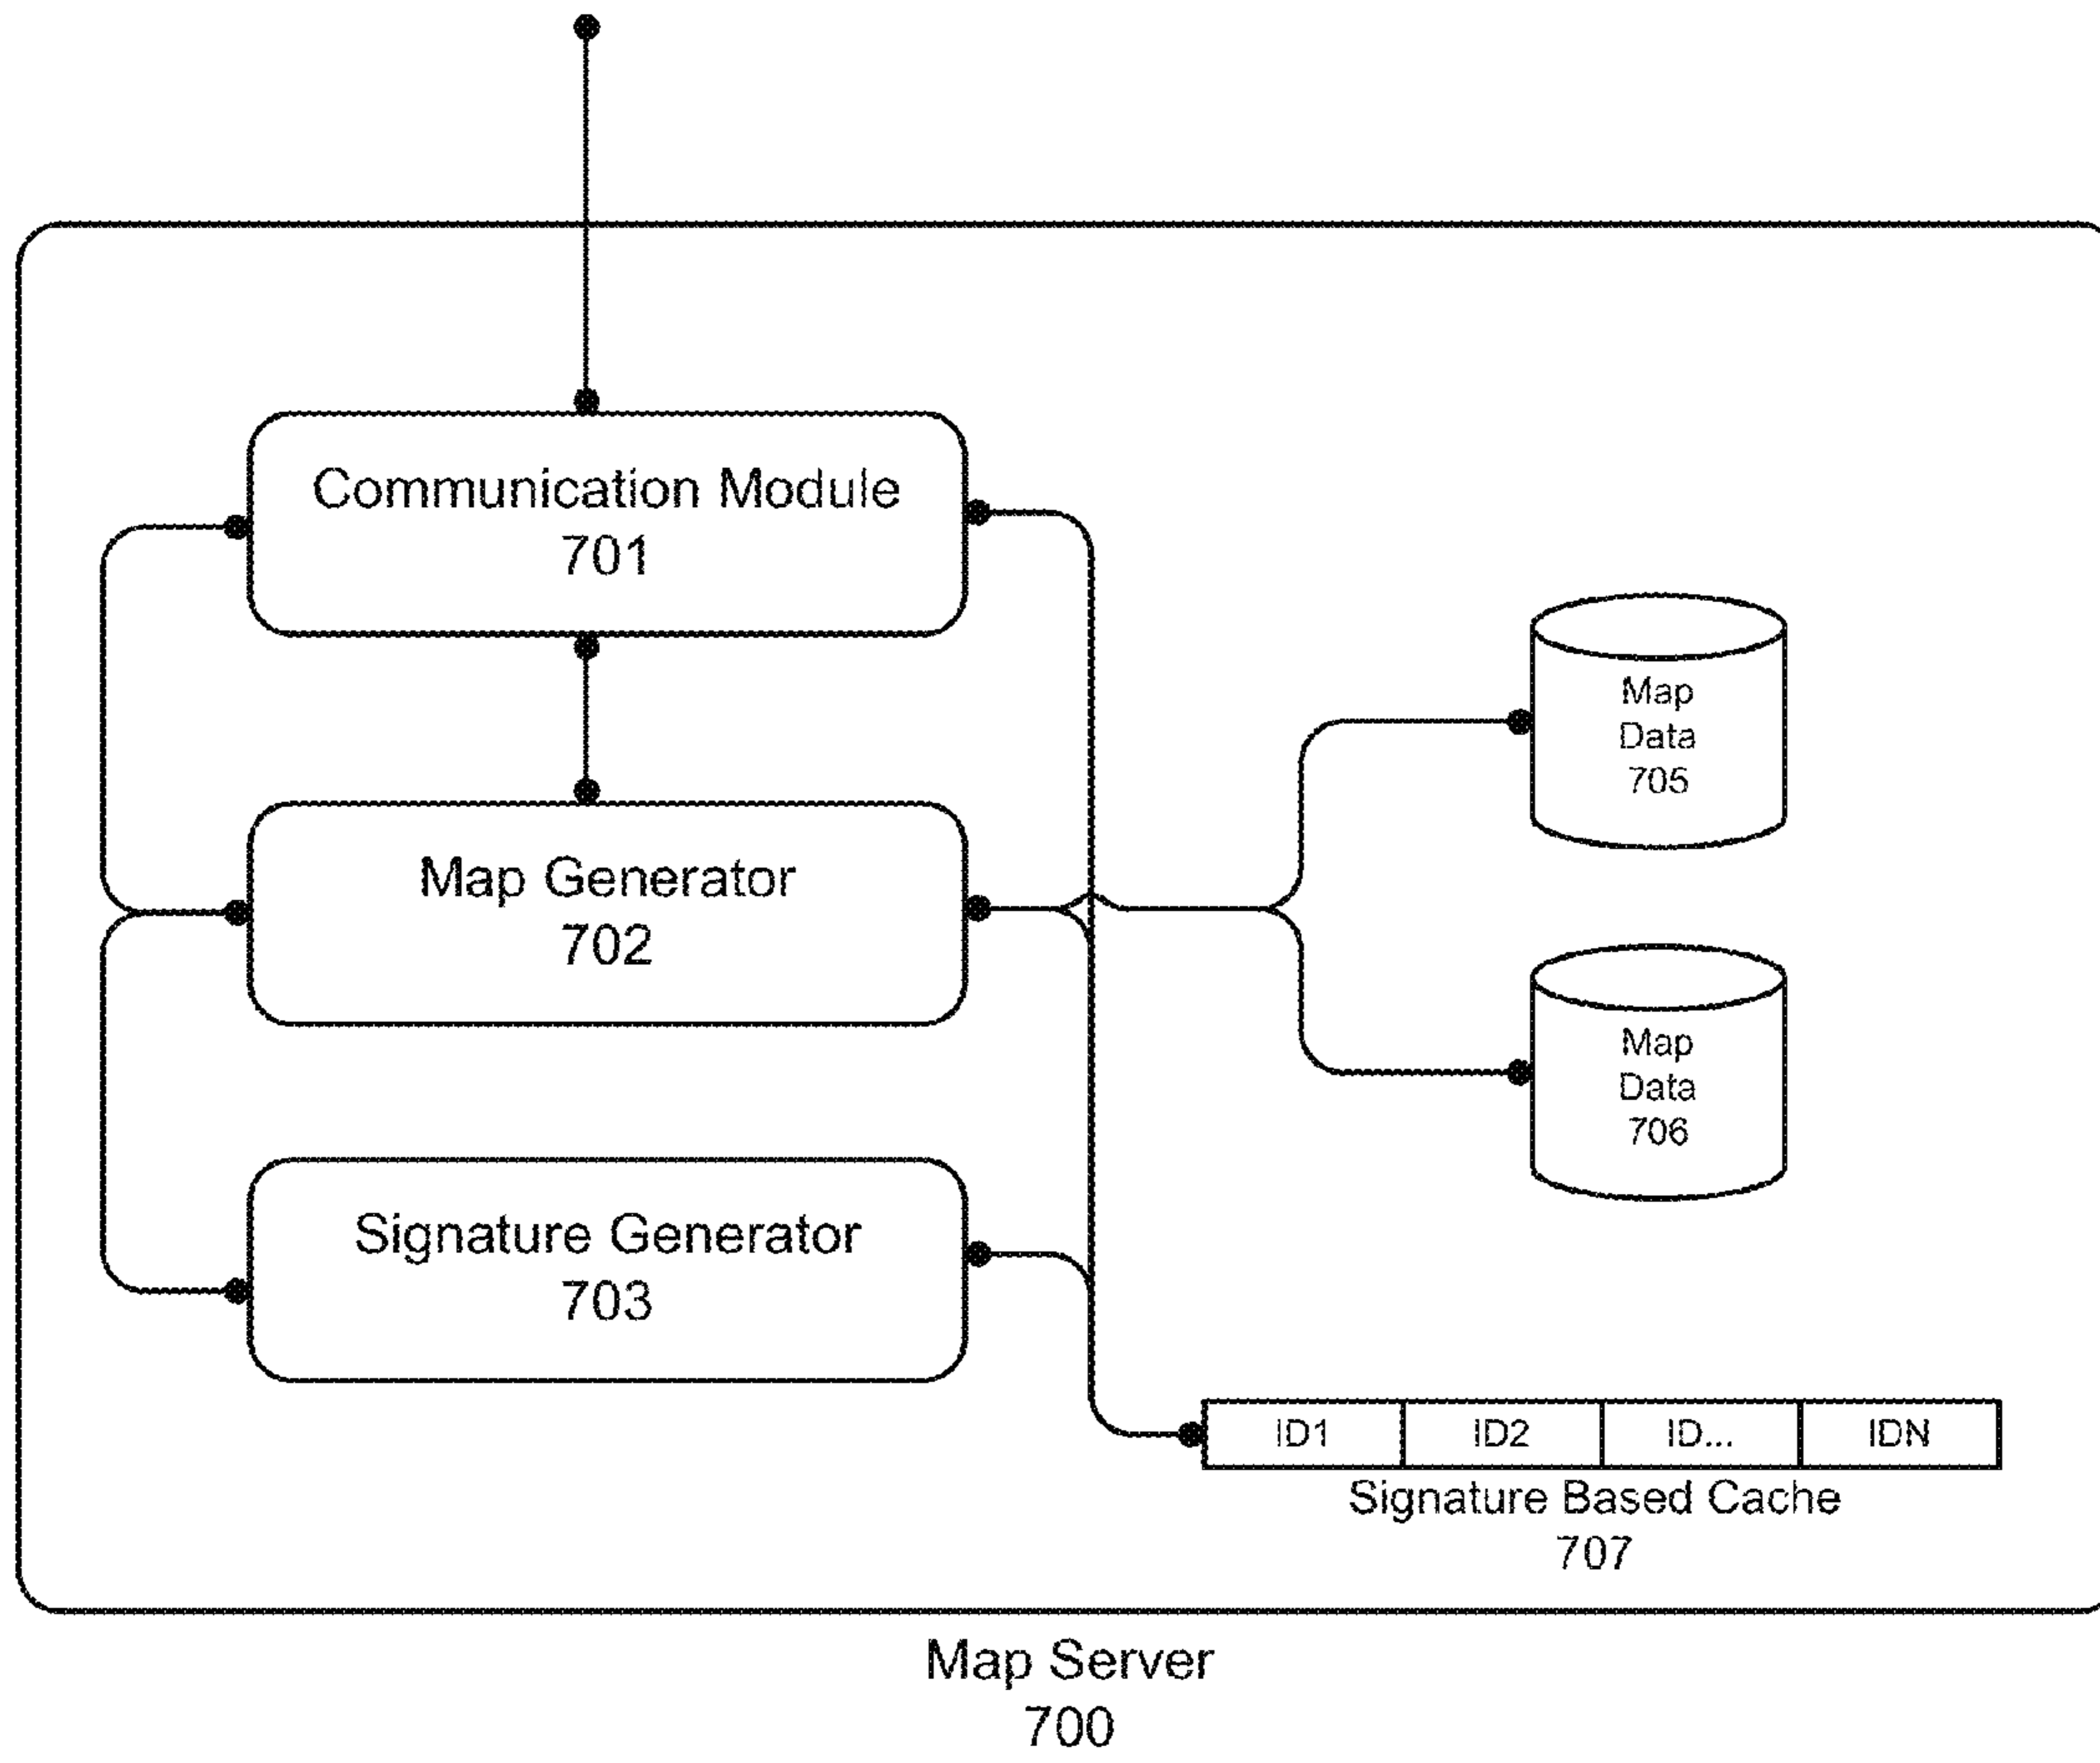 Communication Module
701
Map
Data
705
Map Generator
702
Map
Data
706
Signature Generator
703
ID1
ID2
ID...
IDN
Signature Based Cache
707
Map Server
700